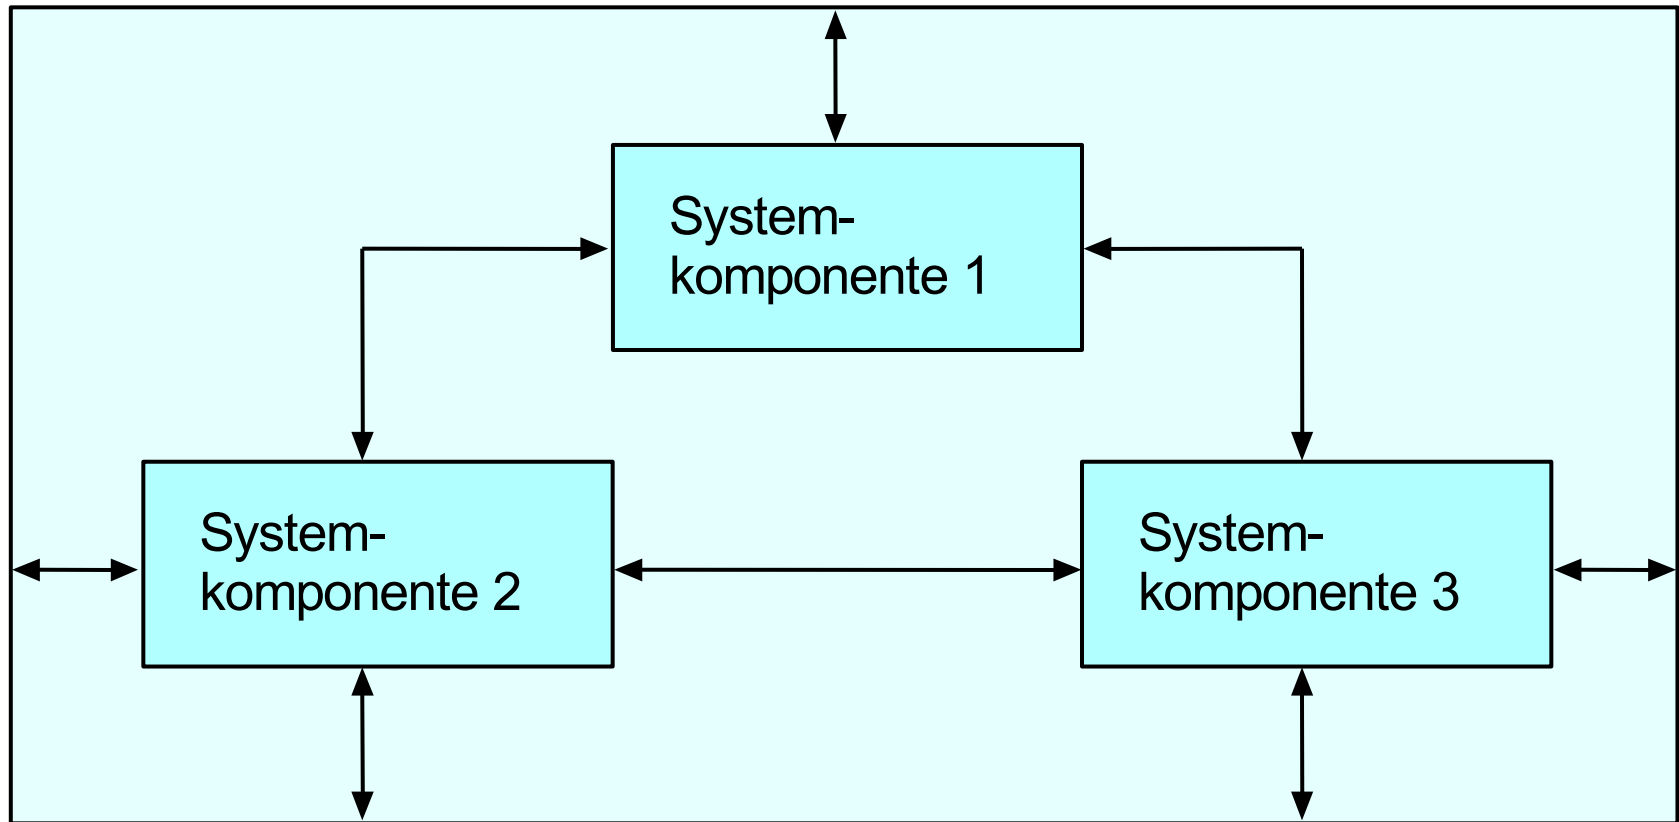 System-
komponente 1
System-
komponente 2
System-
komponente 3